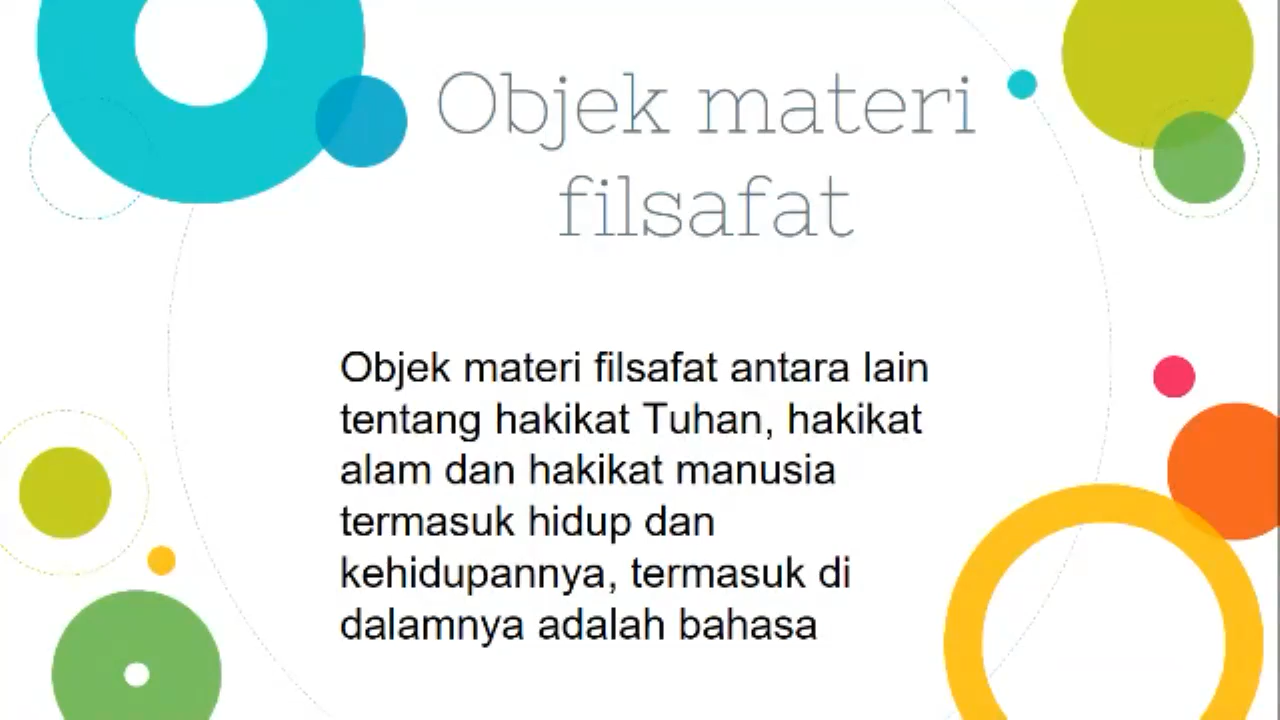 Objek materi
filsafat
Objek materi filsafat antara lain
tentang hakikat Tuhan, hakikat
alam dan hakikat manusia
termasuk hidup dan
kehidupannya, termasuk di
dalamnya adalah bahasa